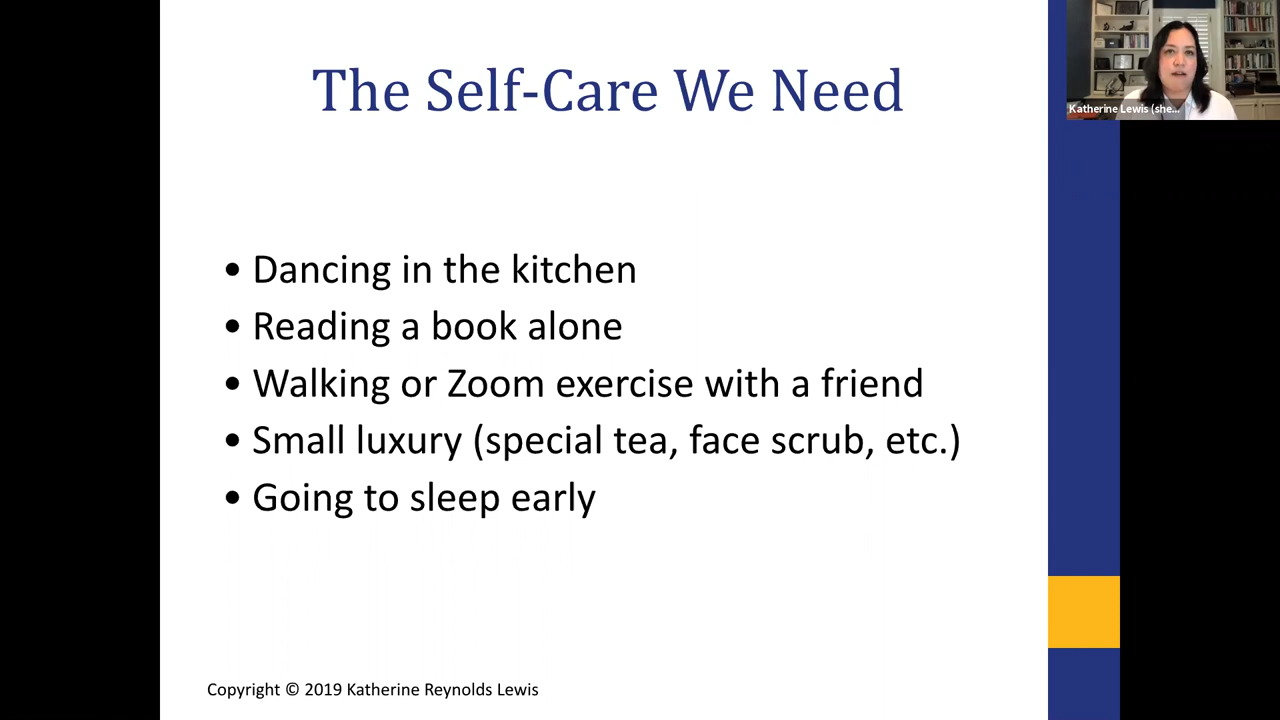 The Self-Care We Need
Katherine Lewis (she...
• Dancing in the kitchen
• Reading a book alone
• Walking or Zoom exercise with a friend
• Small luxury (special tea, face scrub, etc.)
• Going to sleep early
Copyright © 2019 Katherine Reynolds Lewis